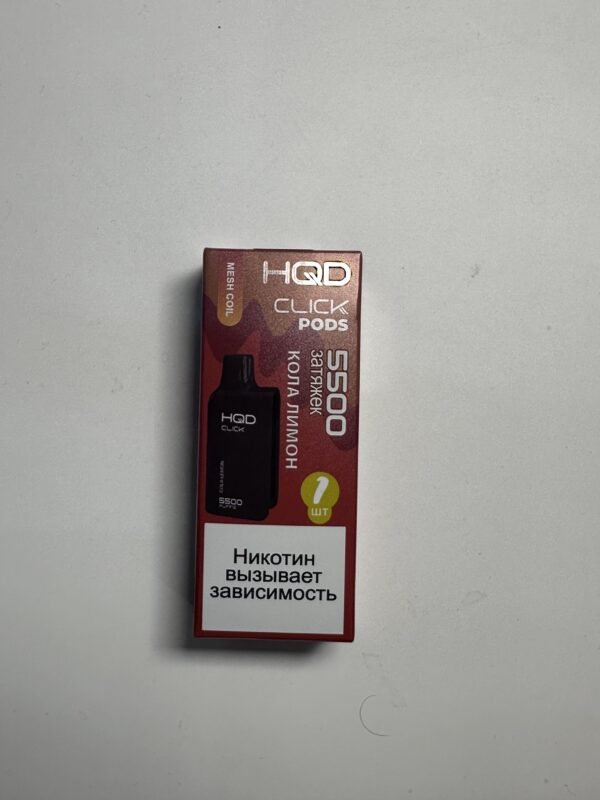 HQD
CLICK
PODS
MESH COIL
5500
затяжек
КОЛА ЛИМОН
HQD
CLICK
5500
PUFFS
1
ШТ
Никотин
вызывает
зависимость